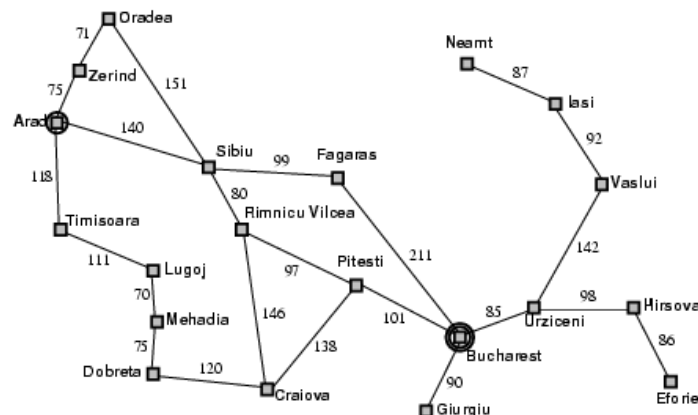 Oradea
71
Neamt
87
Zerind
75
151
Iasi
Arad
140
92
Sibiu
Fagaras
99
118
80
Vaslui
Rimnicu Vilcea
Timisoara
142
111
Pitesti
211
Lugoj
97
70
98
Hirsova
85
146
101
Urziceni
Mehadia
138
86
75
Bucharest
120
90
Dobreta
Craiova
Eforie
Giurgiu